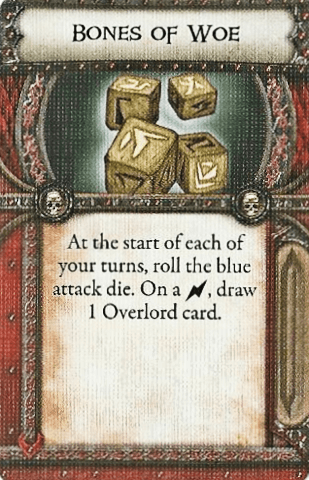 Bones of Woe
At the start of each of
your turns, roll the blue
attack die. On a , draw
1 Overlord card.